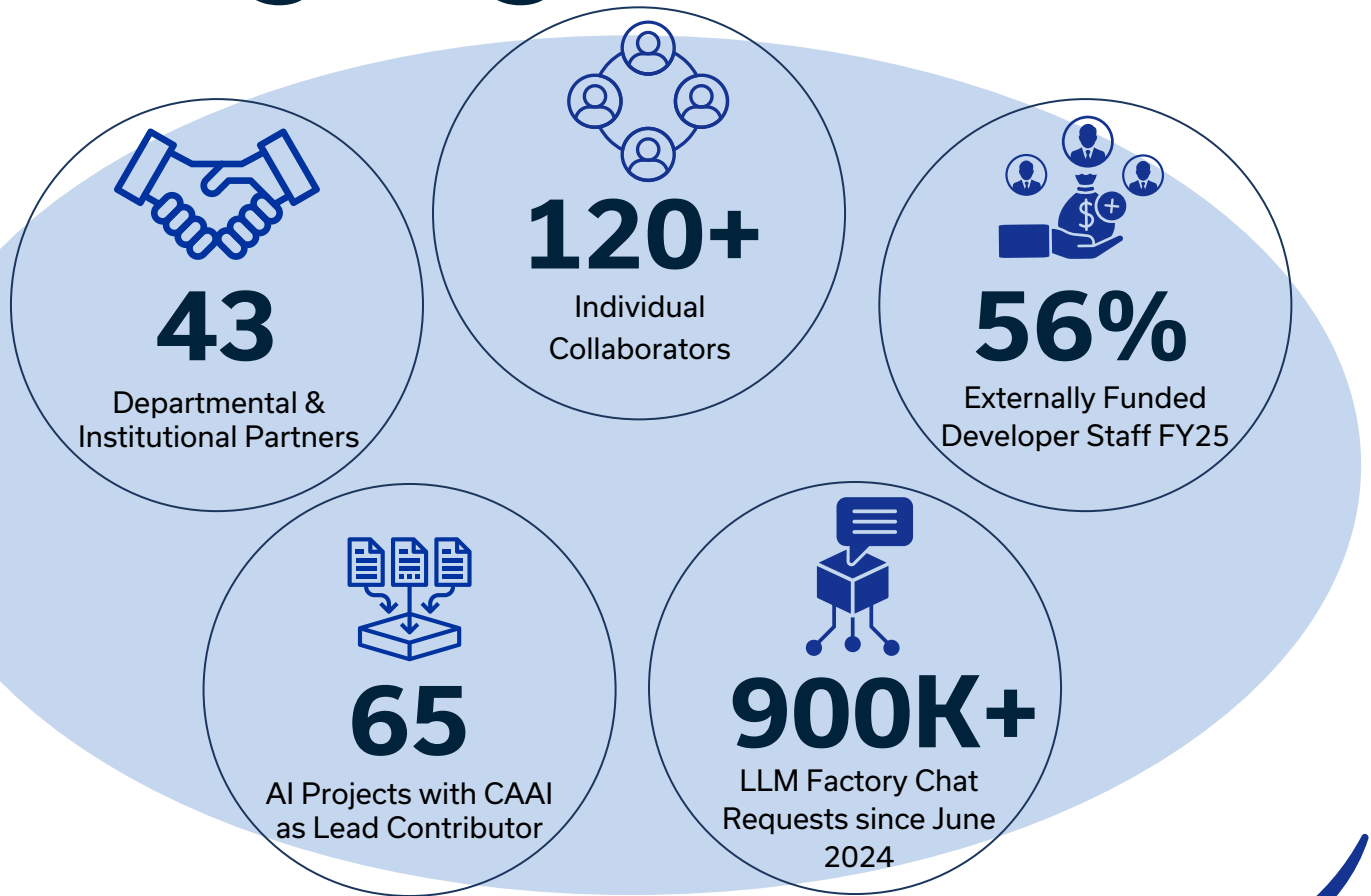 43
Departmental &
Institutional Partners
120+
Individual
Collaborators
$
56%
Externally Funded
Developer Staff FY25
65
AI Projects with CAAI
as Lead Contributor
900K+
LLM Factory Chat
Requests since June
2024